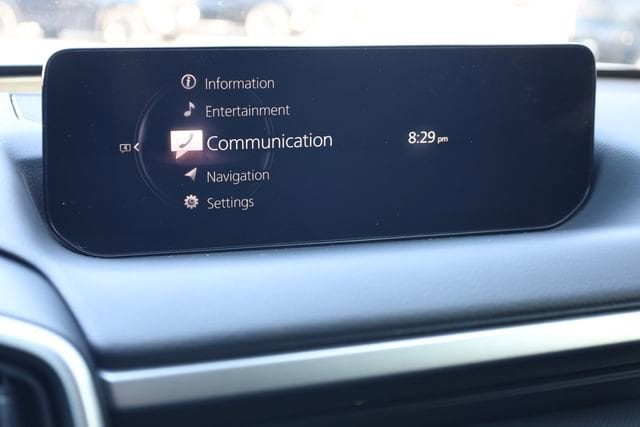 Information
Entertainment
Communication
8:29 pm
Navigation
Settings